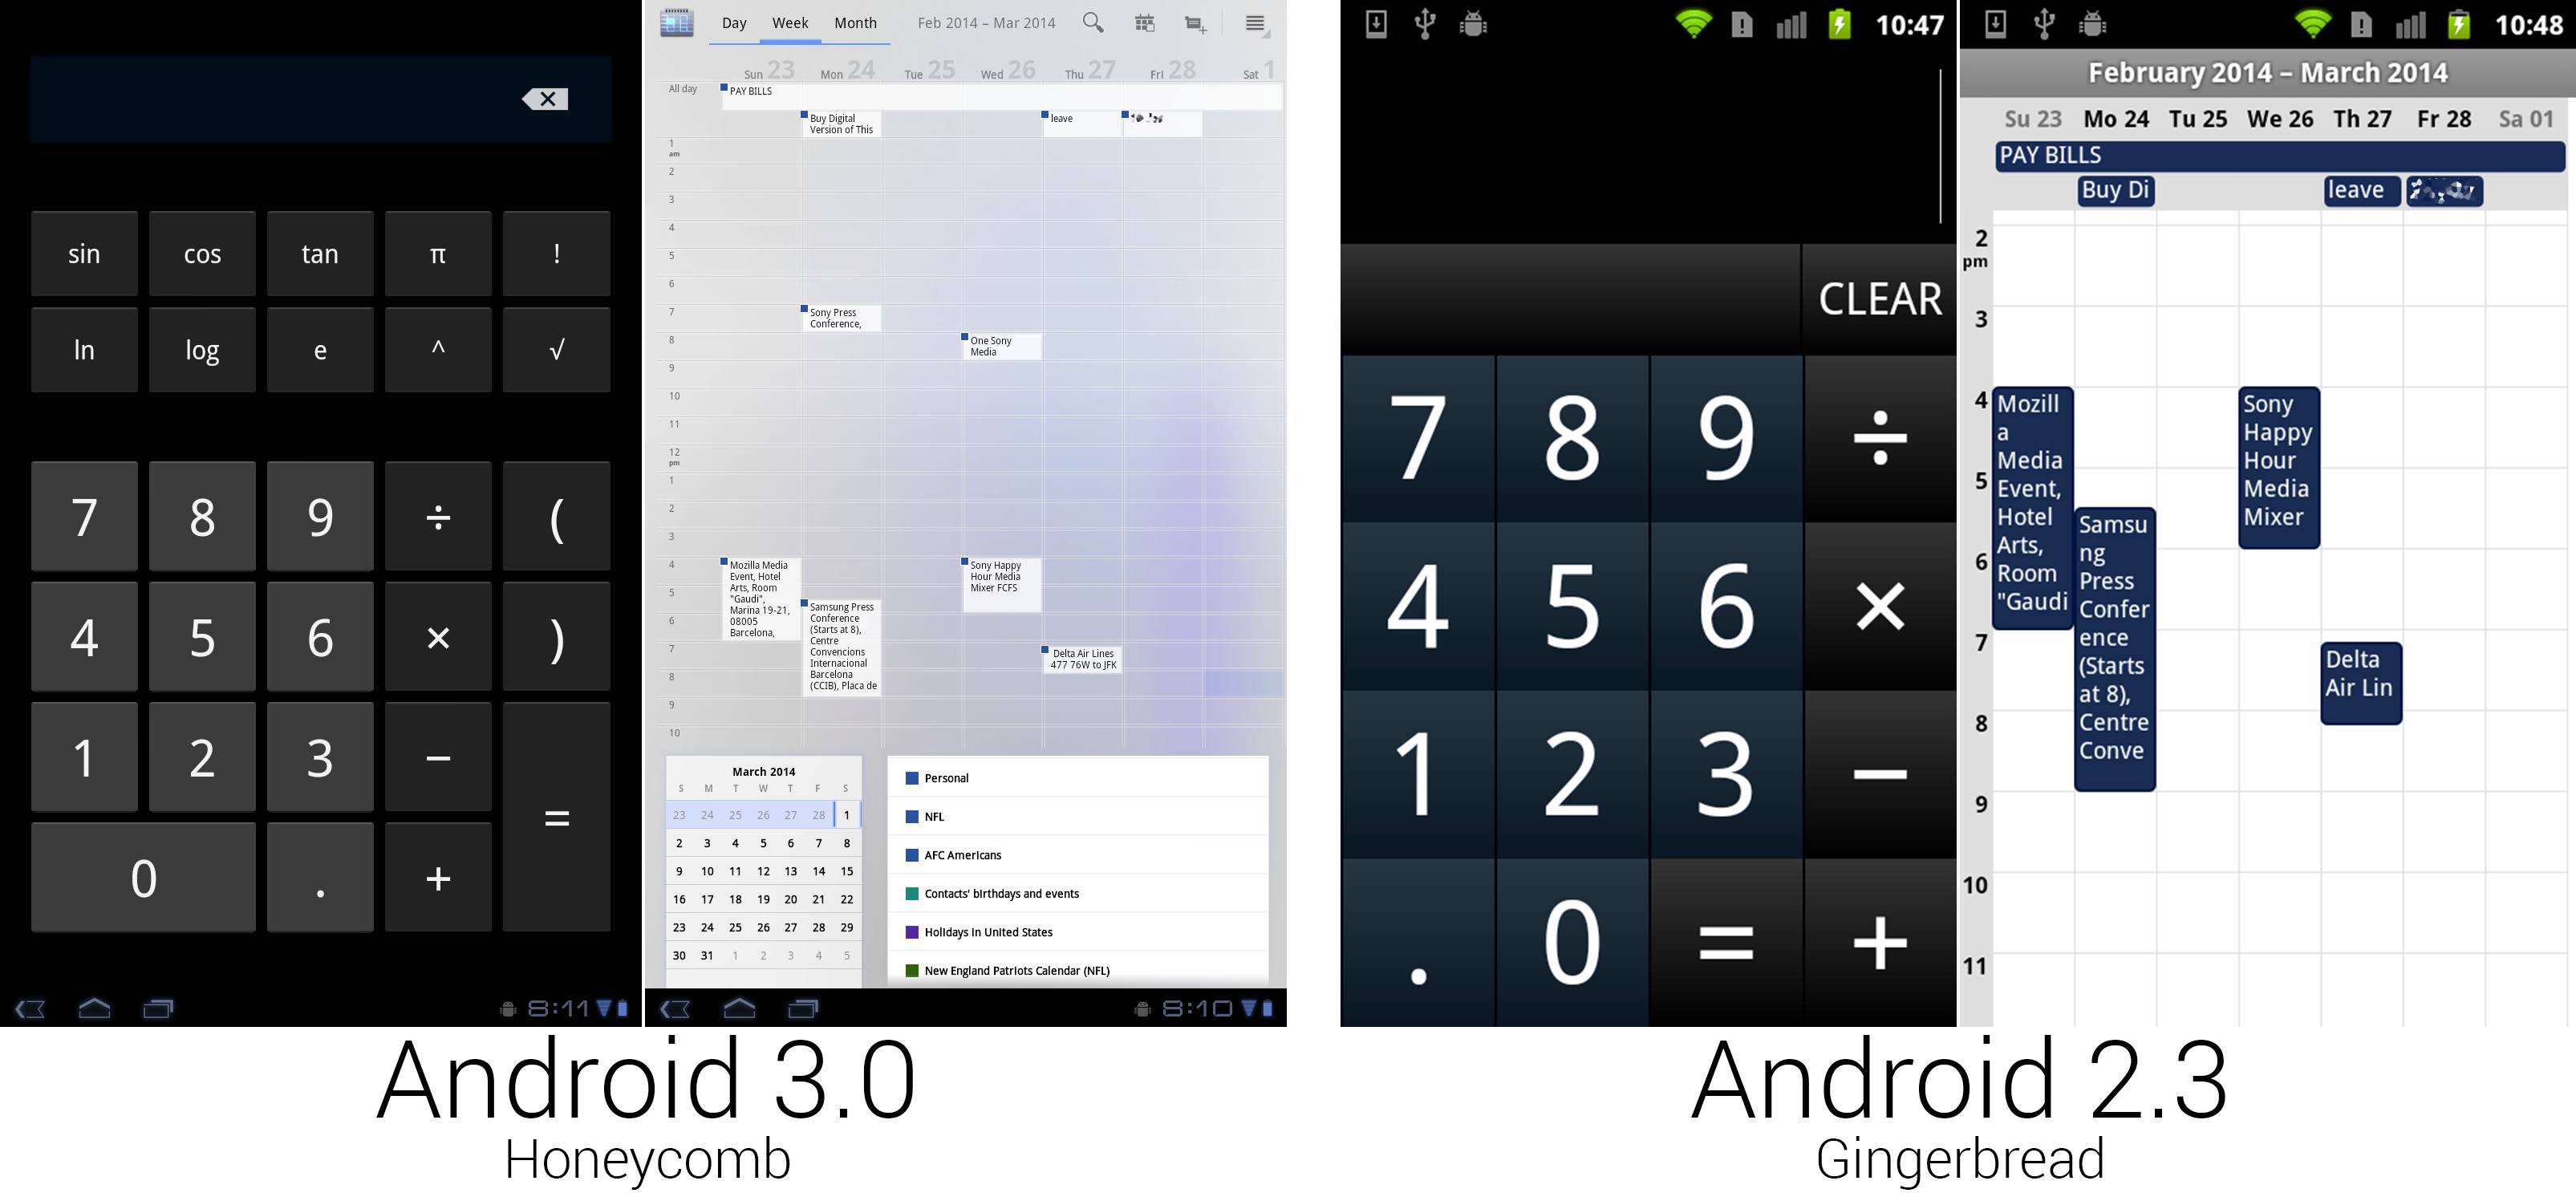 sin cos tan π !
ln log e ^ √
7 8 9 ÷ (
4 5 6 × )
1 2 3 −
=
0 . +
8:11
Day Week Month Feb 2014 – Mar 2014
Sun 23 Mon 24 Tue 25 Wed 26 Thu 27 Fri 28 Sat 1
All day
PAY BILLS
Buy Digital
Version of This
leave
1
am
2
3
4
5
6
7
Sony Press
Conference,
8
One Sony
Media
9
10
11
12
pm
1
2
3
4
5
6
7
8
9
10
Mozilla Media
Event, Hotel
Arts, Room
"Gaudi",
Marina 19-21,
08005
Barcelona,
Samsung Press
Conference
(Starts at 8),
Centre
Convencions
Internacional
Barcelona
(CCIB), Placa de
Sony Happy
Hour Media
Mixer FCFS
Delta Air Lines
477 76W to JFK
March 2014
S M T W T F S
23 24 25 26 27 28 1
2 3 4 5 6 7 8
9 10 11 12 13 14 15
16 17 18 19 20 21 22
23 24 25 26 27 28 29
30 31 1 2 3 4 5
Personal
NFL
AFC Americans
Contacts' birthdays and events
Holidays in United States
New England Patriots Calendar (NFL)
8:10
Android 3.0
Honeycomb
10:47
CLEAR
7 8 9 ÷
4 5 6 ×
1 2 3 −
. 0 = +
10:48
February 2014 – March 2014
Su 23 Mo 24 Tu 25 We 26 Th 27 Fr 28 Sa 01
PAY BILLS
Buy Di
leave
2
pm
3
4
5
6
7
8
9
10
11
Mozill
a
Media
Event,
Hotel
Arts,
Room
"Gaudi
Samsu
ng
Press
Confer
ence
(Starts
at 8),
Centre
Conve
Sony
Happy
Hour
Media
Mixer
Delta
Air Lin
Android 2.3
Gingerbread